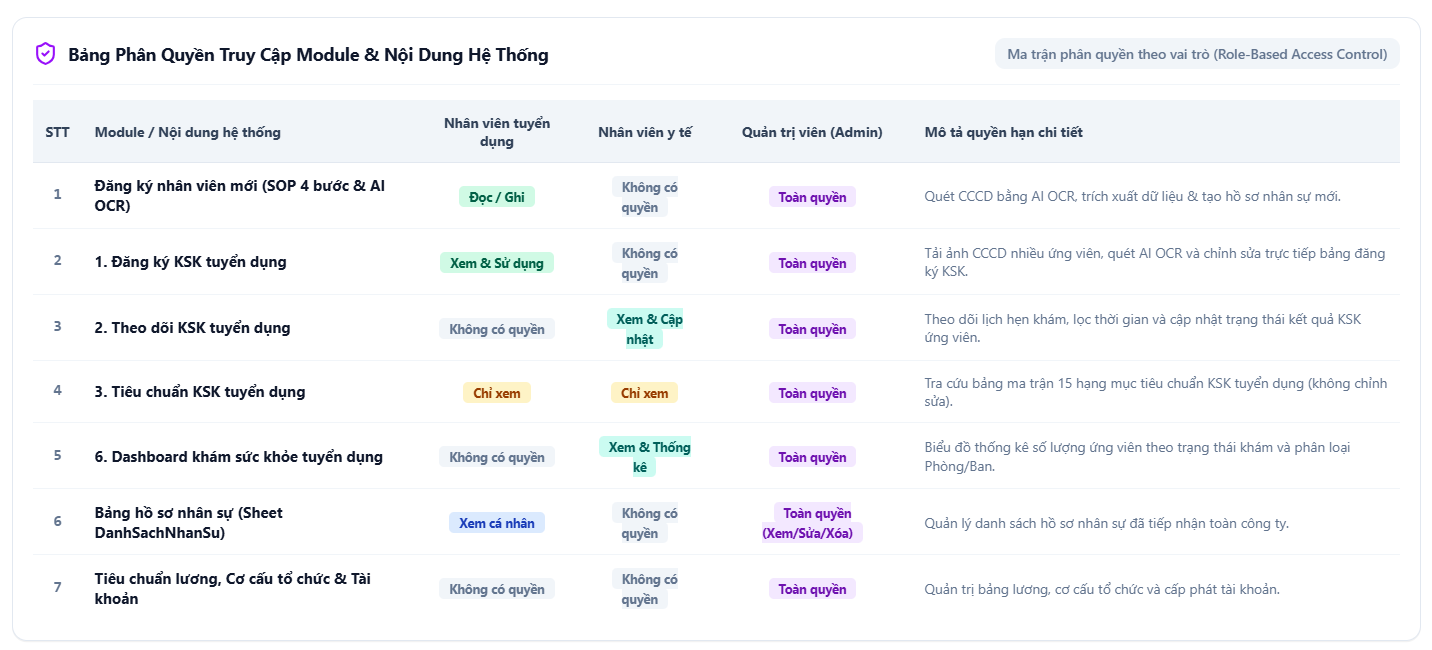 Bảng Phân Quyền Truy Cập Module & Nội Dung Hệ Thống
Ma trận phân quyền theo vai trò (Role-Based Access Control)
STT
Module / Nội dung hệ thống
Nhân viên tuyển
dụng
Nhân viên y tế
Quản trị viên (Admin)
Mô tả quyền hạn chi tiết
1
Đăng ký nhân viên mới (SOP 4 bước & AI
OCR)
Đọc / Ghi
Không có
quyền
Toàn quyền
Quét CCCD bằng AI OCR, trích xuất dữ liệu & tạo hồ sơ nhân sự mới.
2
1. Đăng ký KSK tuyển dụng
Xem & Sử dụng
Không có
quyền
Toàn quyền
Tải ảnh CCCD nhiều ứng viên, quét AI OCR và chỉnh sửa trực tiếp bảng đăng
ký KSK.
3
2. Theo dõi KSK tuyển dụng
Không có quyền
Xem & Cập
nhật
Toàn quyền
Theo dõi lịch hẹn khám, lọc thời gian và cập nhật trạng thái kết quả KSK
ứng viên.
4
3. Tiêu chuẩn KSK tuyển dụng
Chỉ xem
Chỉ xem
Toàn quyền
Tra cứu bảng ma trận 15 hạng mục tiêu chuẩn KSK tuyển dụng (không chỉnh
sửa).
5
6. Dashboard khám sức khỏe tuyển dụng
Không có quyền
Xem & Thống
kê
Toàn quyền
Biểu đồ thống kê số lượng ứng viên theo trạng thái khám và phân loại
Phòng/Ban.
6
Bảng hồ sơ nhân sự (Sheet
DanhSachNhanSu)
Xem cá nhân
Không có
quyền
Toàn quyền
(Xem/Sửa/Xóa)
Quản lý danh sách hồ sơ nhân sự đã tiếp nhận toàn công ty.
7
Tiêu chuẩn lương, Cơ cấu tổ chức & Tài
khoản
Không có quyền
Không có
quyền
Toàn quyền
Quản trị bảng lương, cơ cấu tổ chức và cấp phát tài khoản.